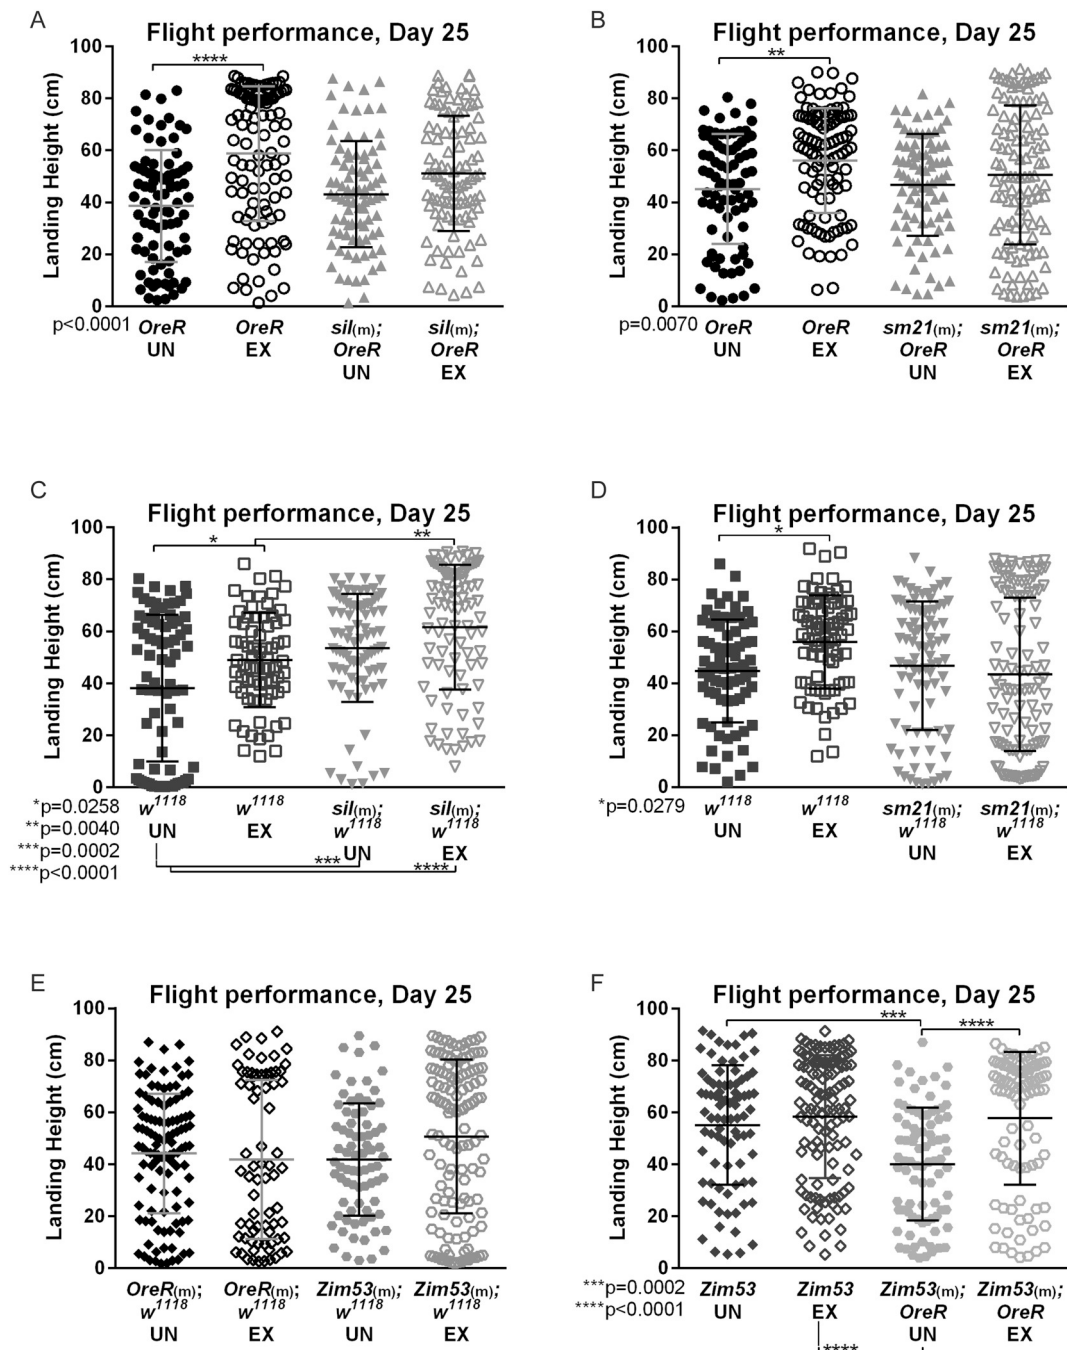 A
Flight performance, Day 25
****
Landing Height (cm)
100
80
60
40
20
0
p<0.0001
OreR UN
OreR EX
sil(m); OreR UN
sil(m); OreR EX
B
Flight performance, Day 25
**
Landing Height (cm)
100
80
60
40
20
0
p=0.0070
OreR UN
OreR EX
sm21(m); OreR UN
sm21(m); OreR EX
C
Flight performance, Day 25
*
**
Landing Height (cm)
100
80
60
40
20
0
*p=0.0258
**p=0.0040
***p=0.0002
****p<0.0001
w1118 UN
w1118 EX
sil(m); w1118 UN
sil(m); w1118 EX
***
****
D
Flight performance, Day 25
*
Landing Height (cm)
100
80
60
40
20
0
*p=0.0279
w1118 UN
w1118 EX
sm21(m); w1118 UN
sm21(m); w1118 EX
E
Flight performance, Day 25
Landing Height (cm)
100
80
60
40
20
0
OreR(m); w1118 UN
OreR(m); w1118 EX
Zim53(m); w1118 UN
Zim53(m); w1118 EX
F
Flight performance, Day 25
***
****
Landing Height (cm)
100
80
60
40
20
0
***p=0.0002
****p<0.0001
Zim53 UN
Zim53 EX
Zim53(m); OreR UN
Zim53(m); OreR EX
****